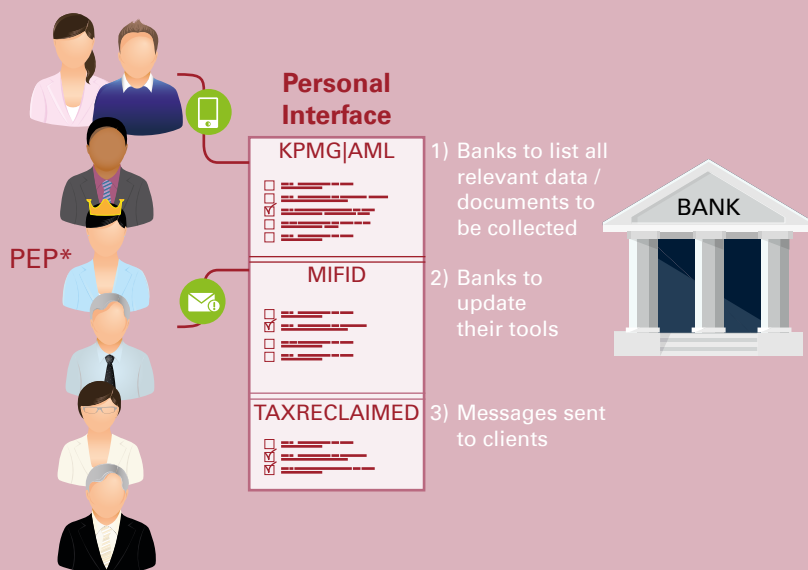 Personal
Interface
KPMG|AML
1) Banks to list all
relevant data /
documents to
be collected
BANK
PEP*
MIFID
2) Banks to
update
their tools
TAXRECLAIMED
3) Messages sent
to clients